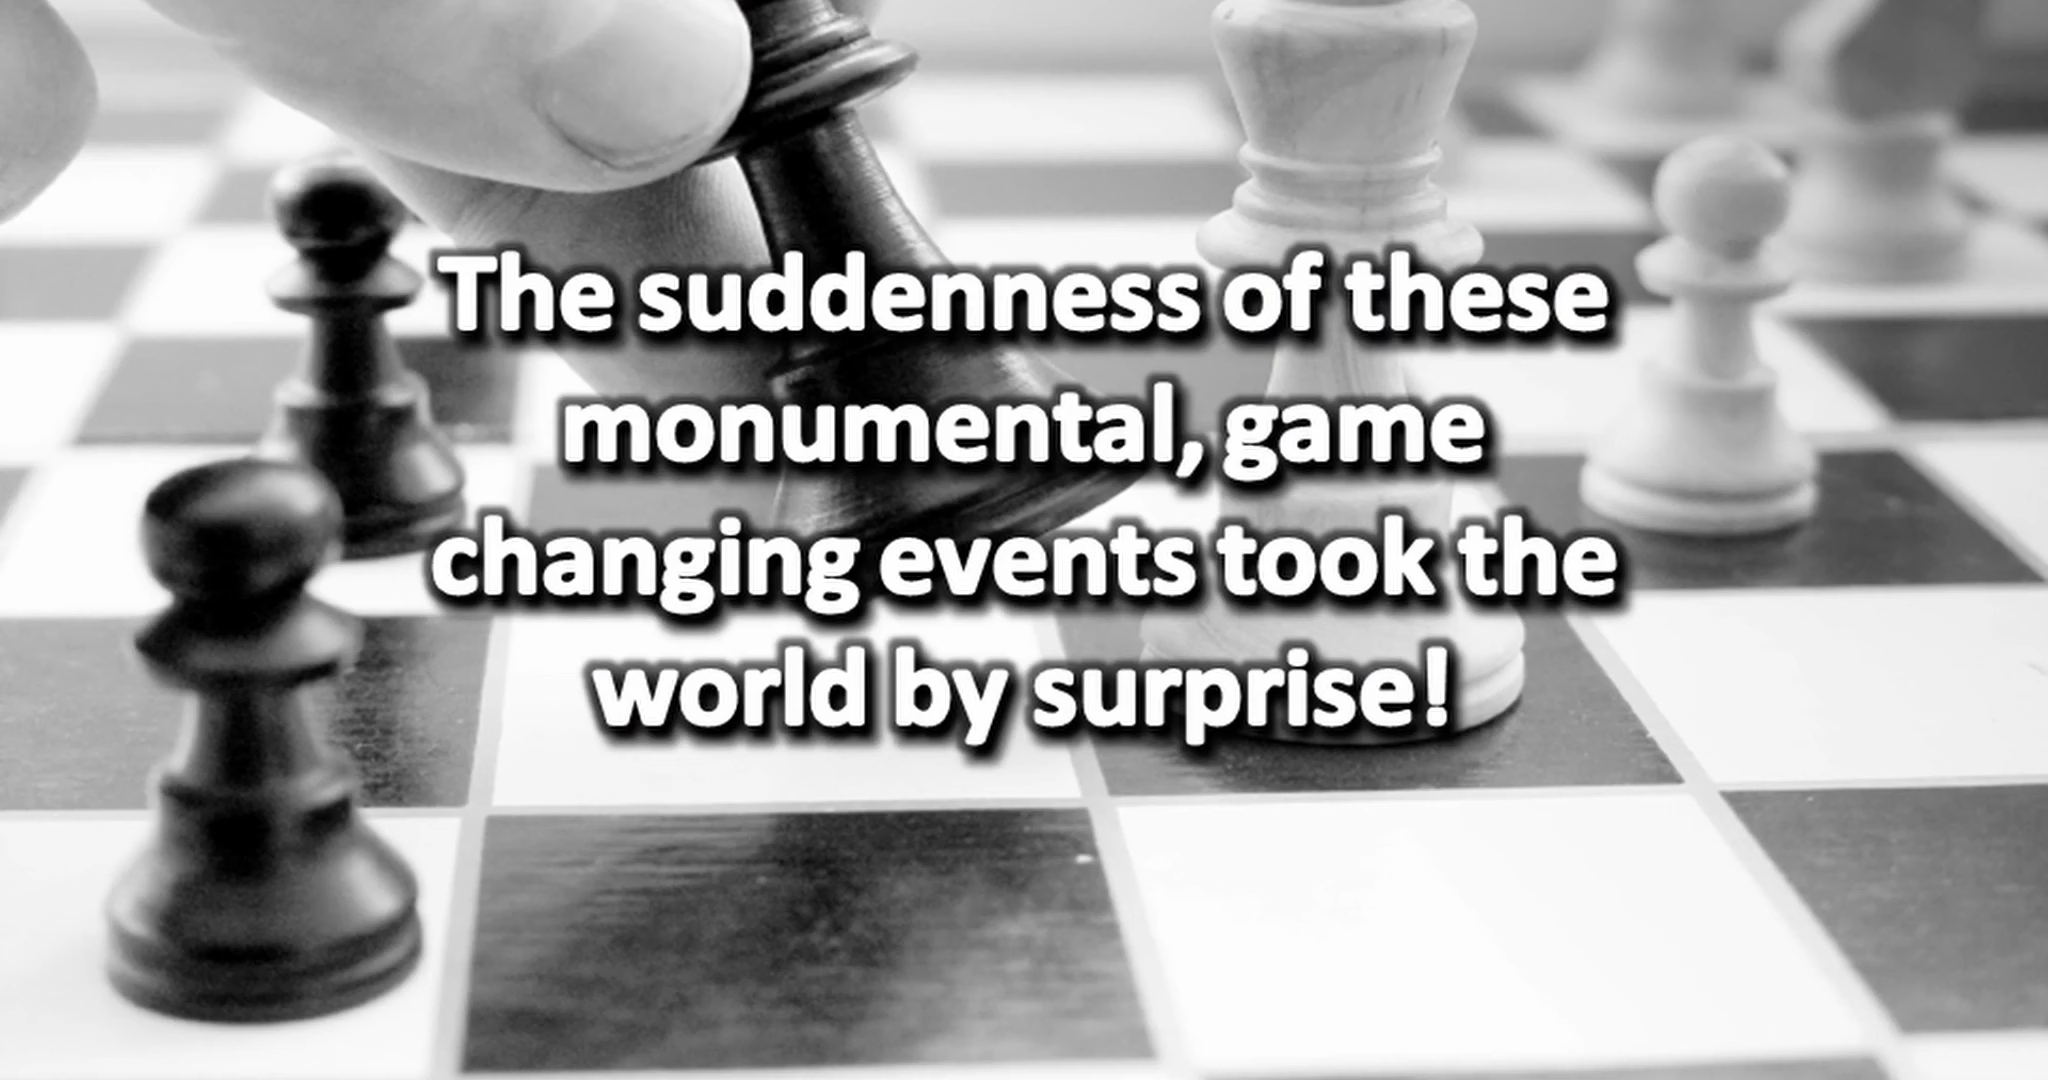 The suddenness of these
monumental, game
changing events took the
world by surprise!